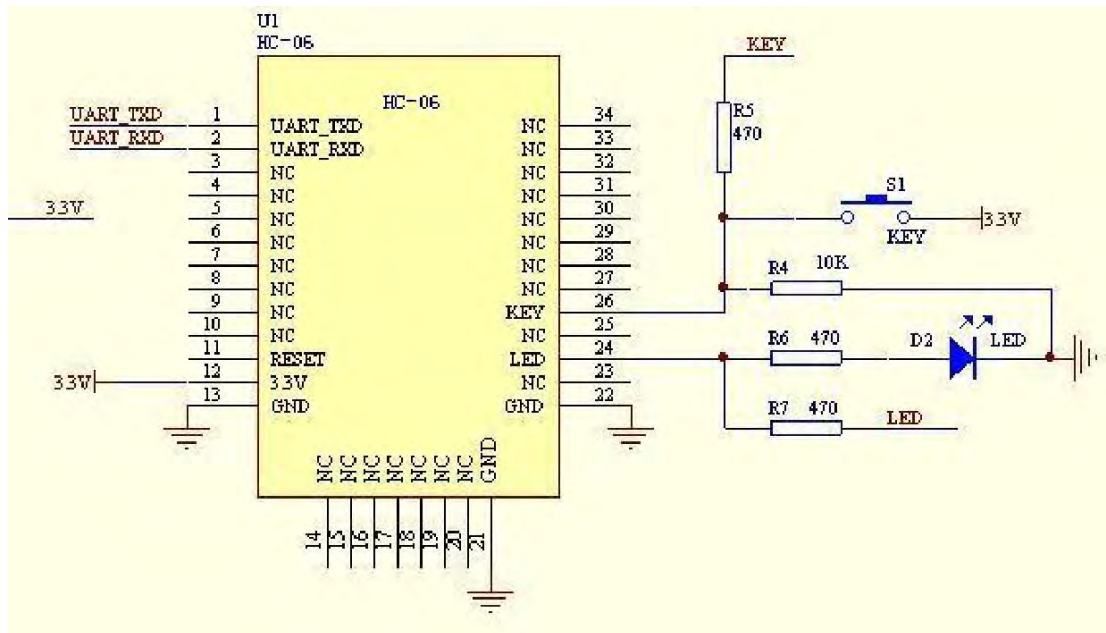 U1
HC-06
HC-06
KEY
R5
470
UART_TXD 1 UART_TXD
UART_RXD 2 UART_RXD
3 NC
4 NC
5 NC
6 NC
7 NC
8 NC
9 NC
10 NC
11 RESET
12 33V
13 GND
33V
33V
NC 34
NC 33
NC 32
NC 31
NC 30
NC 29
NC 28
NC 27
KEY 26
NC 25
LED 24
NC 23
GND 22
S1
KEY
33V
R4 10K
R6 470
D2 LED
R7 470 LED
NC NC NC NC NC NC NC GND
14 15 16 17 18 19 20 21